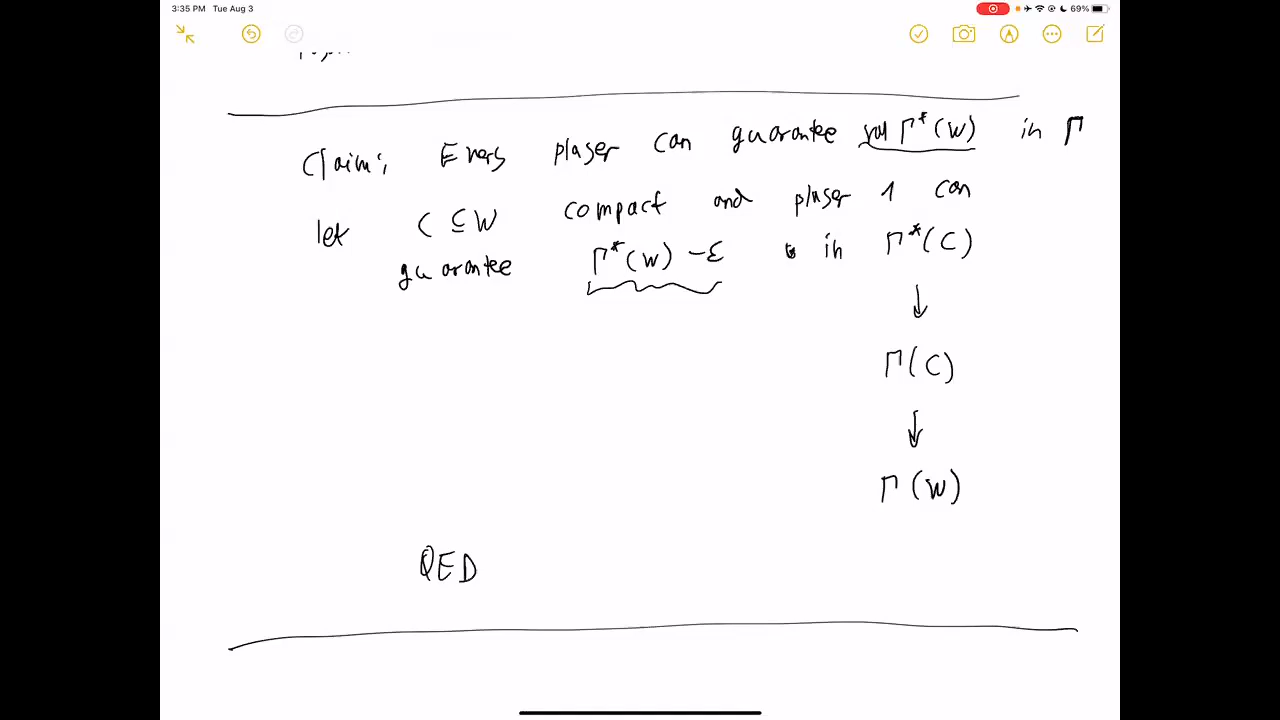 3:35 PM Tue Aug 3
69%
Claim: Every player can guarantee val Γ*(W) in Γ
let C ⊆ W compact and player 1 can
guarantee Γ*(W) - ε in Γ*(C)
↓
Γ(C)
↓
Γ(W)
QED